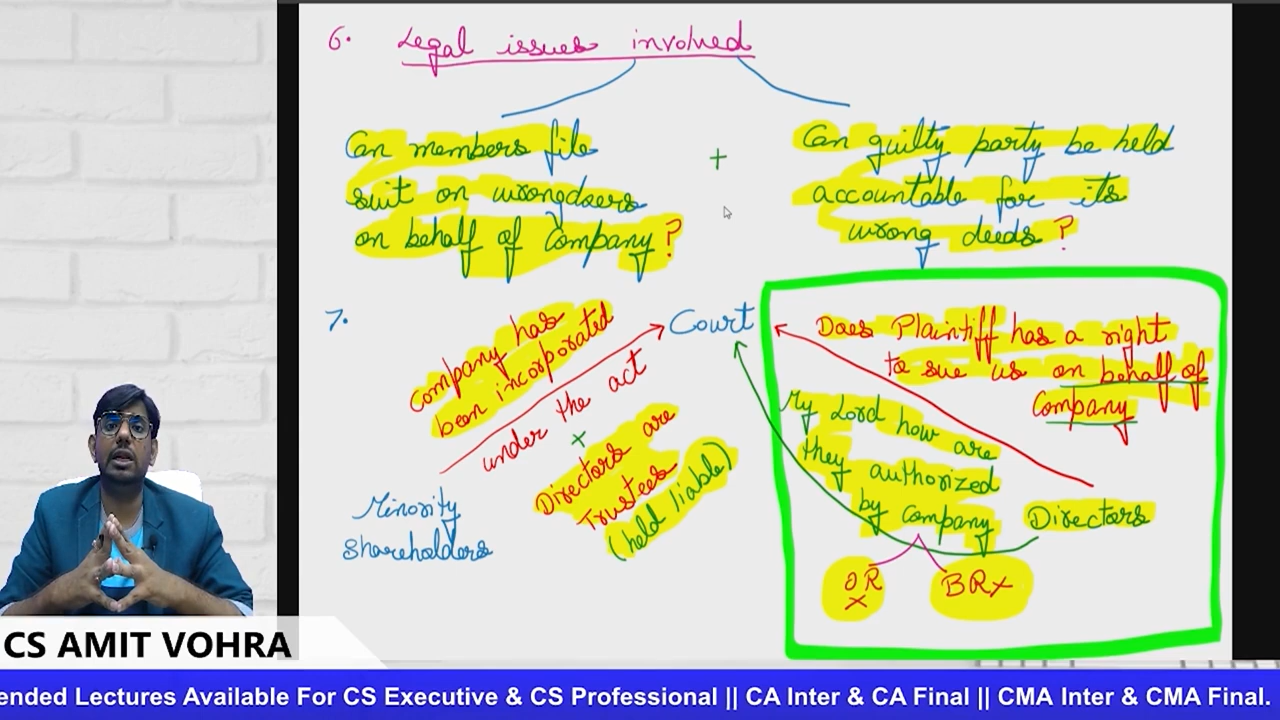 6. Legal issues involved
Can members file
suit on wrongdoers
on behalf of Company?
+
Can guilty party be held
accountable for its
wrong deeds?
7.
Company has
been incorporated
under the act
+
Directors are
Trustees
(held liable)
Minority
shareholders
Court
Does Plaintiff has a right
to sue us on behalf of
Company
My Lord how are
they authorized
by Company
Directors
OR
x
BRx
CS AMIT VOHRA
ended Lectures Available For CS Executive & CS Professional || CA Inter & CA Final || CMA Inter & CMA Final.